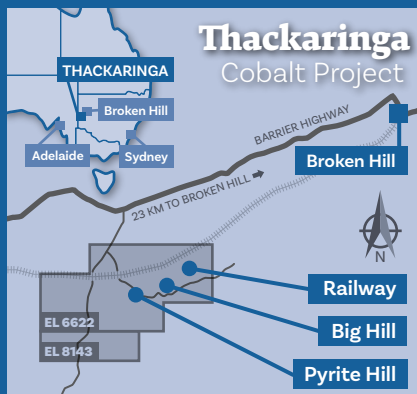 Thackaringa
Cobalt Project
THACKARINGA
Broken Hill
Adelaide
Sydney
BARRIER HIGHWAY
Broken Hill
23 KM TO BROKEN HILL
N
Railway
EL 6622
Big Hill
EL 8143
Pyrite Hill